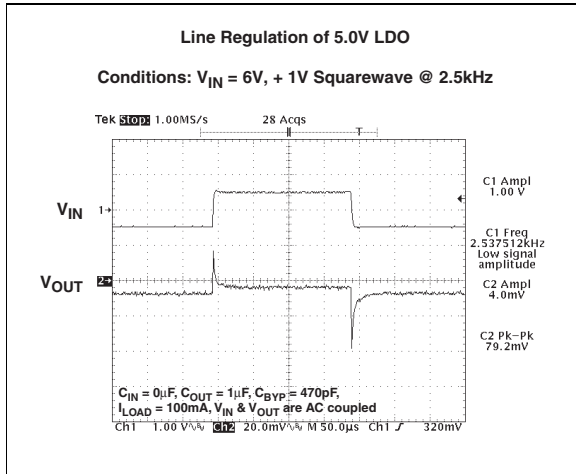 Line Regulation of 5.0V LDO
Conditions: VIN = 6V, + 1V Squarewave @ 2.5kHz
Tek Stop: 1.00MS/s 28 Acqs
T
C1 Ampl
1.00 V
VIN
1→
C1 Freq
2.537512kHz
Low signal
amplitude
VOUT
2→
C2 Ampl
4.0mV
C2 Pk–Pk
79.2mV
CIN = 0μF, COUT = 1μF, CBYP = 470pF,
ILOAD = 100mA, VIN & VOUT are AC coupled
Ch1 1.00 V Ch2 20.0mV M 50.0μs Ch1 320mV